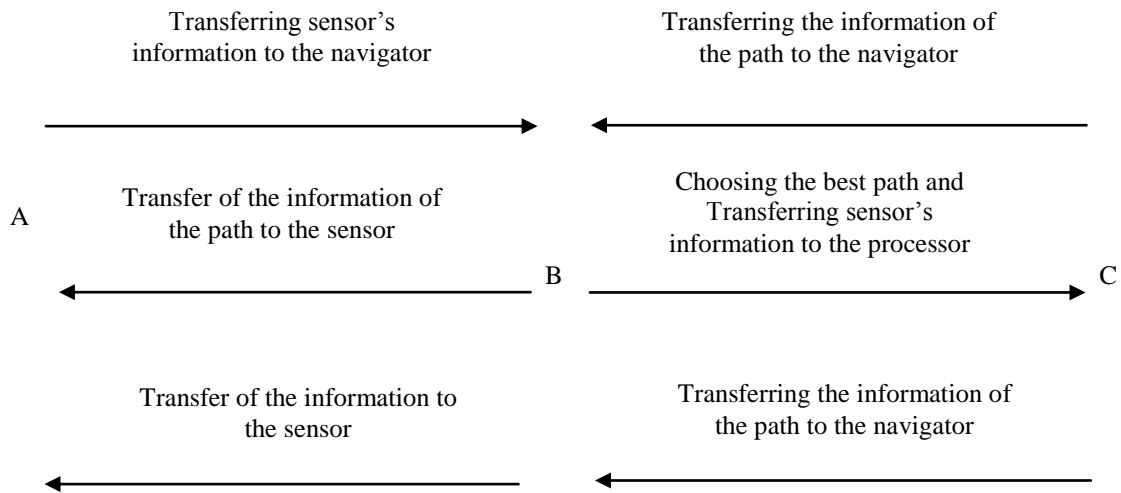 Transferring sensor's
information to the navigator
Transferring the information of
the path to the navigator
A
Transfer of the information of
the path to the sensor
Choosing the best path and
Transferring sensor's
information to the processor
B
C
Transfer of the information to
the sensor
Transferring the information of
the path to the navigator